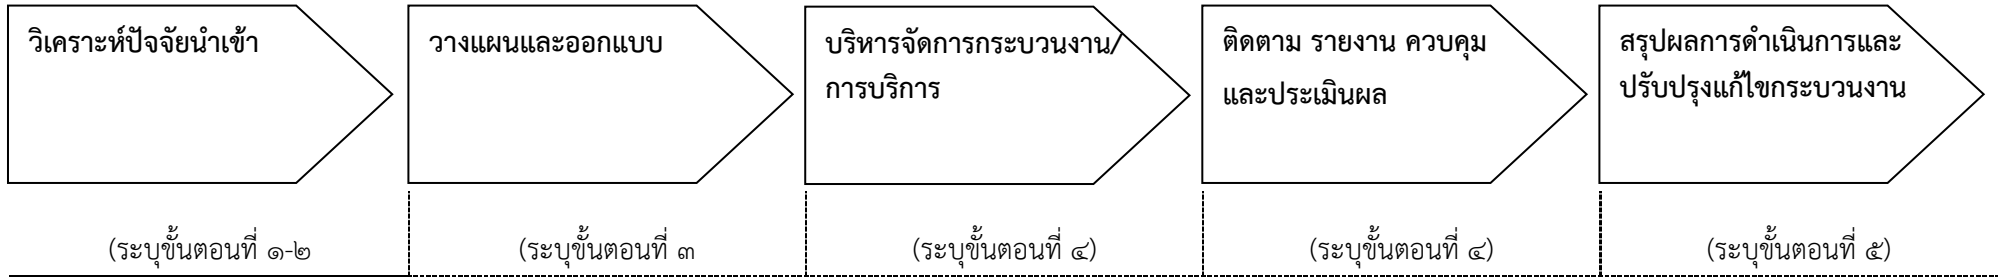 วิเคราะห์ปัจจัยนำเข้า
วางแผนและออกแบบ
บริหารจัดการกระบวนงาน/
การบริการ
ติดตาม รายงาน ควบคุม
และประเมินผล
สรุปผลการดำเนินการและ
ปรับปรุงแก้ไขกระบวนงาน
(ระบุขั้นตอนที่ ๑-๒
(ระบุขั้นตอนที่ ๓
(ระบุขั้นตอนที่ ๔)
(ระบุขั้นตอนที่ ๔)
(ระบุขั้นตอนที่ ๕)